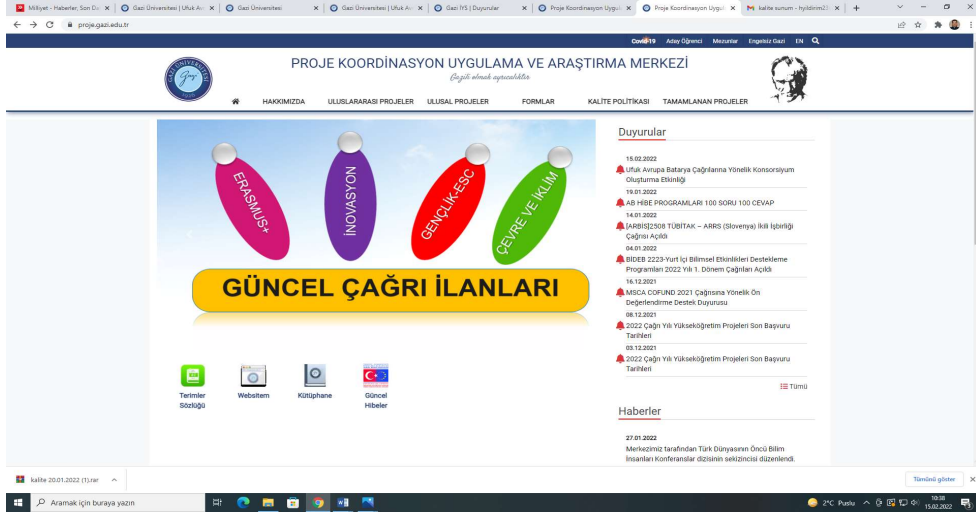 Milliyet - Haberler, Son Da
Gazi Üniversitesi | Ufuk Av
Gazi Üniversitesi
Gazi Üniversitesi | Ufuk Av
Gazi İYS | Duyurular
Proje Koordinasyon Uygul
Proje Koordinasyon Uygul
kalite sunum - hyildirim23
proje.gazi.edu.tr
Covid-19 Aday Öğrenci Mezunlar Engelsiz Gazi EN
PROJE KOORDİNASYON UYGULAMA VE ARAŞTIRMA MERKEZİ
Gazili olmak ayrıcalıktır
HAKKIMIZDA ULUSLARARASI PROJELER ULUSAL PROJELER FORMLAR KALİTE POLİTİKASI TAMAMLANAN PROJELER
ERASMUS+
İNOVASYON
GENÇLİK-ESC
ÇEVRE VE İKLİM
GÜNCEL ÇAĞRI İLANLARI
Terimler
Sözlüğü
Websitem
Kütüphane
Güncel
Hibeler
Duyurular
15.02.2022
Ufuk Avrupa Batarya Çağrılarına Yönelik Konsorsiyum
Oluşturma Etkinliği
19.01.2022
AB HİBE PROGRAMLARI 100 SORU 100 CEVAP
14.01.2022
[ARBİS]2508 TÜBİTAK – ARRS (Slovenya) İkili İşbirliği
Çağrısı Açıldı
04.01.2022
BİDEB 2223-Yurt İçi Bilimsel Etkinlikleri Destekleme
Programları 2022 Yılı 1. Dönem Çağrıları Açıldı
16.12.2021
MSCA COFUND 2021 Çağrısına Yönelik Ön
Değerlendirme Destek Duyurusu
08.12.2021
2022 Çağrı Yılı Yükseköğretim Projeleri Son Başvuru
Tarihleri
03.12.2021
2022 Çağrı Yılı Yükseköğretim Projeleri Son Başvuru
Tarihleri
Tümü
Haberler
27.01.2022
Merkezimiz tarafından Türk Dünyasının Öncü Bilim
İnsanları Konferanslar dizisinin sekizincisi düzenlendi.
kalite 20.01.2022 (1).rar
Tümünü göster
Aramak için buraya yazın
2°C Puslu
10:38
15.02.2022